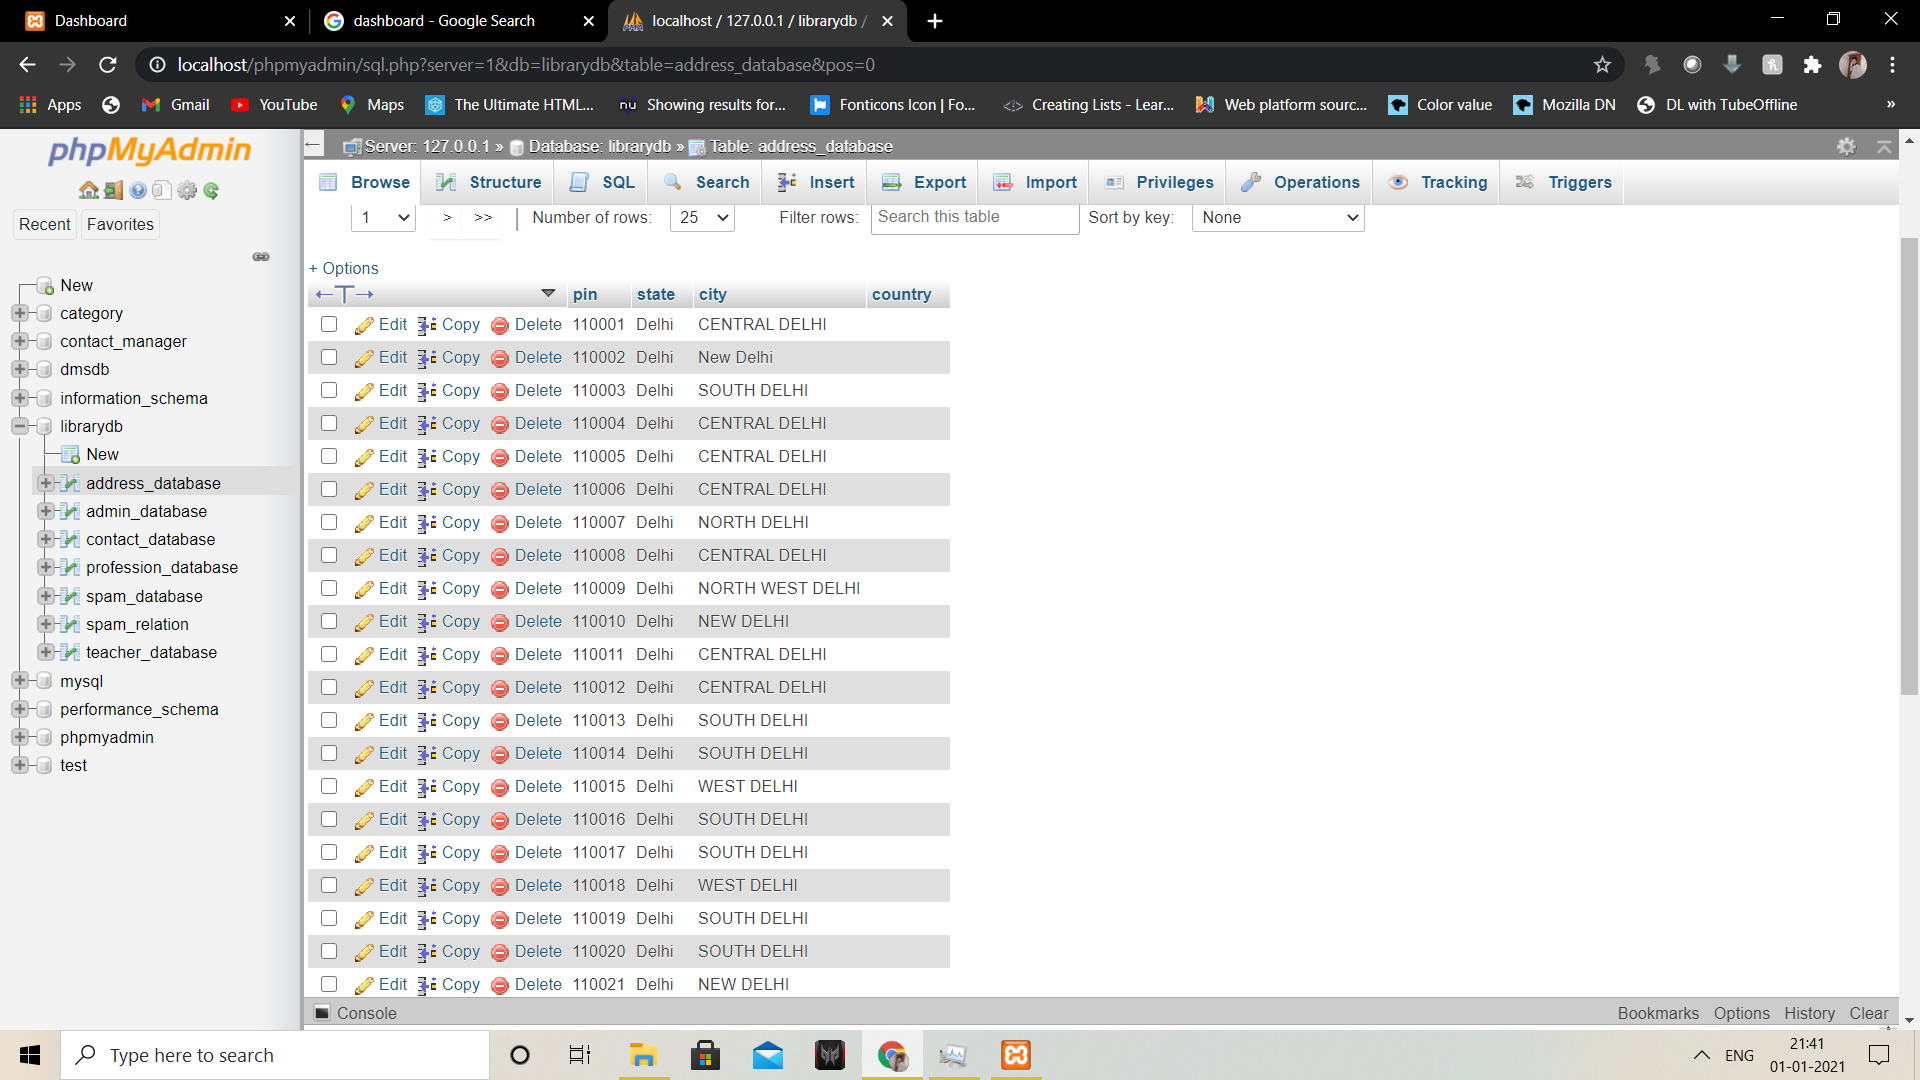 Dashboard
dashboard - Google Search
localhost / 127.0.0.1 / librarydb /
localhost/phpmyadmin/sql.php?server=1&db=librarydb&table=address_database&pos=0
Apps Gmail YouTube Maps The Ultimate HTML... Showing results for... Fonticons Icon | Fo... Creating Lists - Lear... Web platform sourc... Color value Mozilla DN DL with TubeOffline »
phpMyAdmin
Recent Favorites
New
category
contact_manager
dmsdb
information_schema
librarydb
New
address_database
admin_database
contact_database
profession_database
spam_database
spam_relation
teacher_database
mysql
performance_schema
phpmyadmin
test
Server: 127.0.0.1 » Database: librarydb » Table: address_database
Browse Structure SQL Search Insert Export Import Privileges Operations Tracking Triggers
1 > >> | Number of rows: 25 Filter rows: Search this table Sort by key: None
+ Options
←T→ pin state city country
Edit Copy Delete 110001 Delhi CENTRAL DELHI
Edit Copy Delete 110002 Delhi New Delhi
Edit Copy Delete 110003 Delhi SOUTH DELHI
Edit Copy Delete 110004 Delhi CENTRAL DELHI
Edit Copy Delete 110005 Delhi CENTRAL DELHI
Edit Copy Delete 110006 Delhi CENTRAL DELHI
Edit Copy Delete 110007 Delhi NORTH DELHI
Edit Copy Delete 110008 Delhi CENTRAL DELHI
Edit Copy Delete 110009 Delhi NORTH WEST DELHI
Edit Copy Delete 110010 Delhi NEW DELHI
Edit Copy Delete 110011 Delhi CENTRAL DELHI
Edit Copy Delete 110012 Delhi CENTRAL DELHI
Edit Copy Delete 110013 Delhi SOUTH DELHI
Edit Copy Delete 110014 Delhi SOUTH DELHI
Edit Copy Delete 110015 Delhi WEST DELHI
Edit Copy Delete 110016 Delhi SOUTH DELHI
Edit Copy Delete 110017 Delhi SOUTH DELHI
Edit Copy Delete 110018 Delhi WEST DELHI
Edit Copy Delete 110019 Delhi SOUTH DELHI
Edit Copy Delete 110020 Delhi SOUTH DELHI
Edit Copy Delete 110021 Delhi NEW DELHI
Console Bookmarks Options History Clear
Type here to search
ENG
21:41
01-01-2021